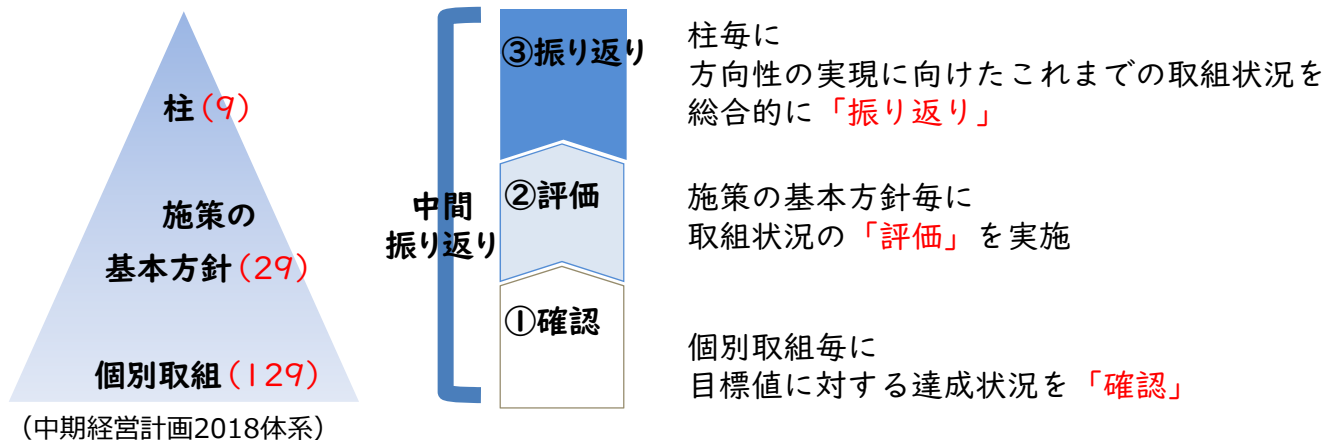 柱(9)
施策の
基本方針(29)
個別取組(129)
（中期経営計画2018体系）
中間
振り返り
③振り返り
柱毎に
方向性の実現に向けたこれまでの取組状況を
総合的に「振り返り」
②評価
施策の基本方針毎に
取組状況の「評価」を実施
①確認
個別取組毎に
目標値に対する達成状況を「確認」